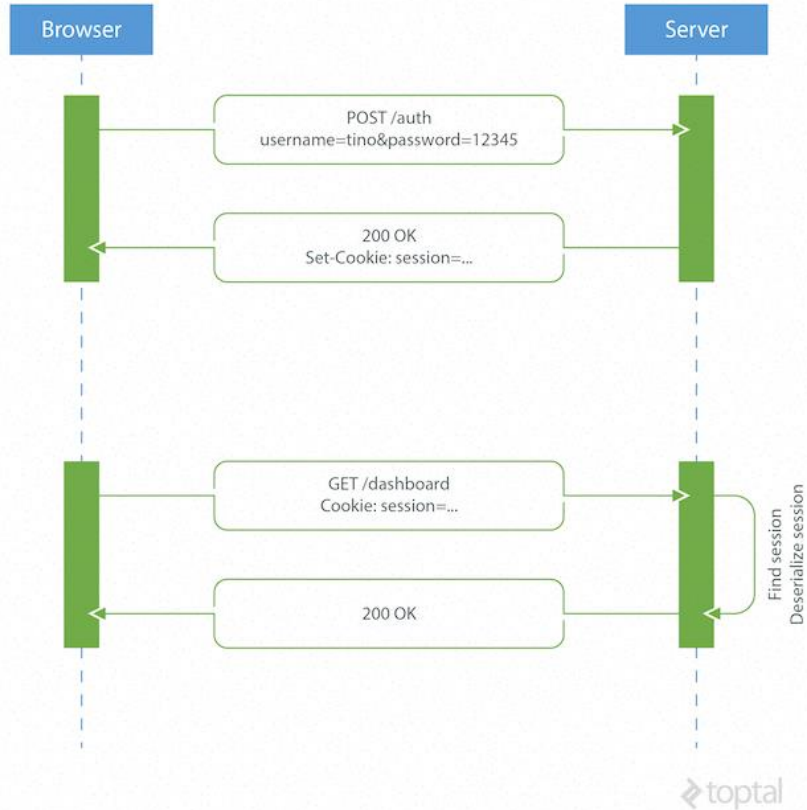 Browser
Server
POST /auth
username=tino&password=12345
200 OK
Set-Cookie: session=...
GET /dashboard
Cookie: session=...
Find session
Deserialize session
200 OK
toptal